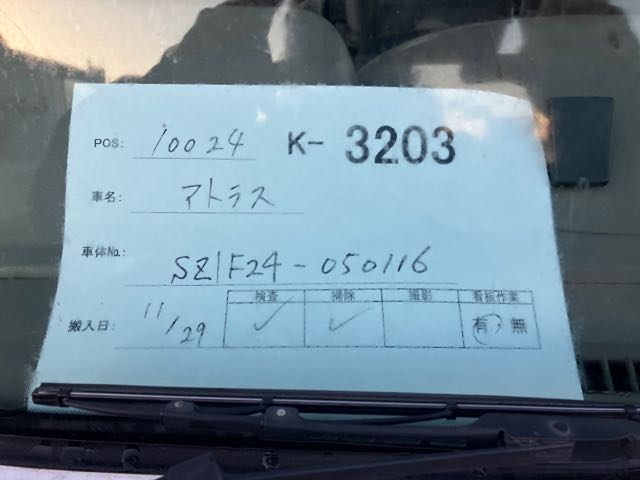 POS: 10024 K-3203
車名: アトラス
車体No: SZ1F24-050116
検査 掃除 撮影 看板作業
搬入日: 11/29 ✓ ✓ 有・無